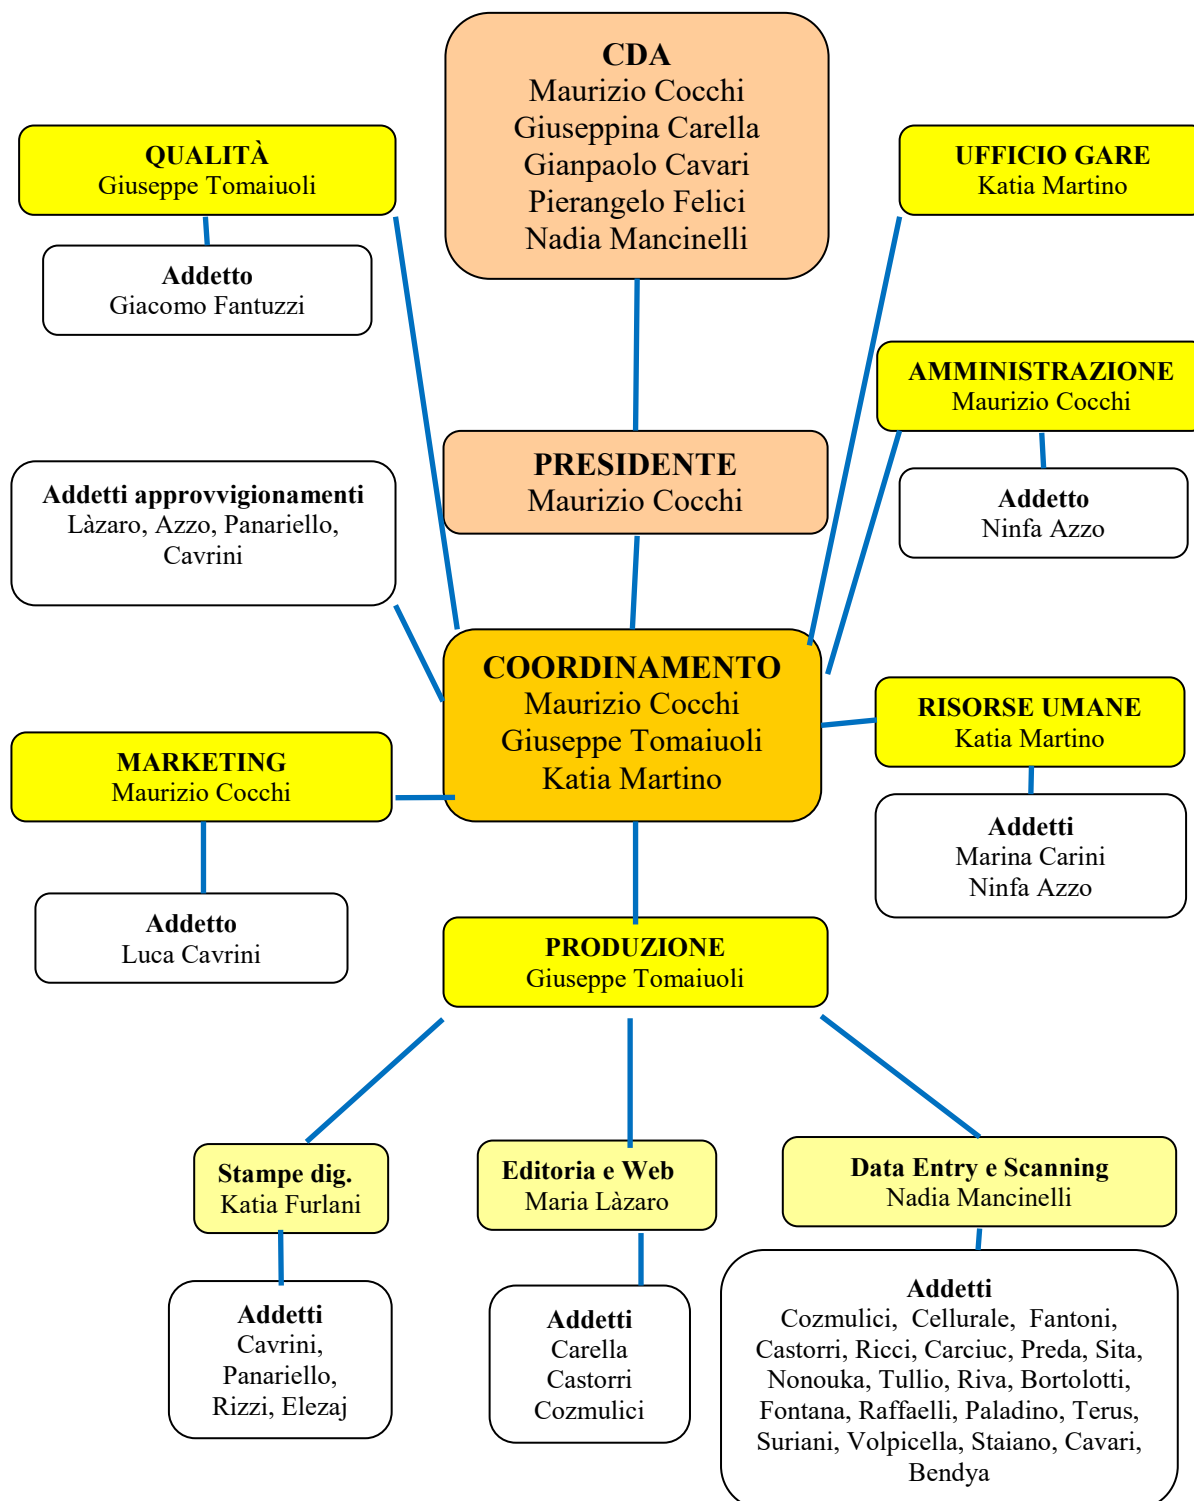 CDA
Maurizio Cocchi
Giuseppina Carella
Gianpaolo Cavari
Pierangelo Felici
Nadia Mancinelli
QUALITÀ
Giuseppe Tomaiuoli
UFFICIO GARE
Katia Martino
Addetto
Giacomo Fantuzzi
AMMINISTRAZIONE
Maurizio Cocchi
PRESIDENTE
Maurizio Cocchi
Addetti approvvigionamenti
Làzaro, Azzo, Panariello,
Cavrini
Addetto
Ninfa Azzo
COORDINAMENTO
Maurizio Cocchi
Giuseppe Tomaiuoli
Katia Martino
RISORSE UMANE
Katia Martino
MARKETING
Maurizio Cocchi
Addetti
Marina Carini
Ninfa Azzo
Addetto
Luca Cavrini
PRODUZIONE
Giuseppe Tomaiuoli
Stampe dig.
Katia Furlani
Editoria e Web
Maria Làzaro
Data Entry e Scanning
Nadia Mancinelli
Addetti
Cavrini,
Panariello,
Rizzi, Elezaj
Addetti
Carella
Castorri
Cozmulici
Addetti
Cozmulici, Cellurale, Fantoni,
Castorri, Ricci, Carciuc, Preda, Sita,
Nonouka, Tullio, Riva, Bortolotti,
Fontana, Raffaelli, Paladino, Terus,
Suriani, Volpicella, Staiano, Cavari,
Bendya